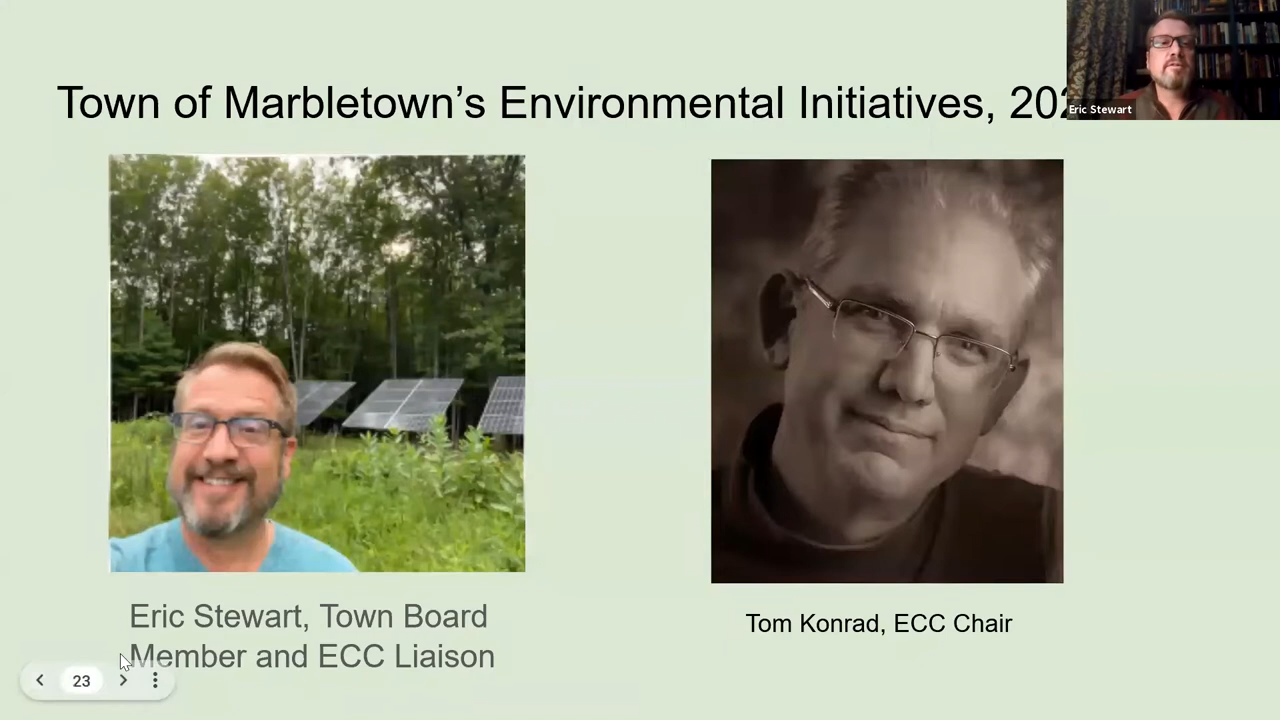 Town of Marbletown's Environmental Initiatives,
Eric Stewart
Eric Stewart, Town Board
Member and ECC Liaison
Tom Konrad, ECC Chair
23